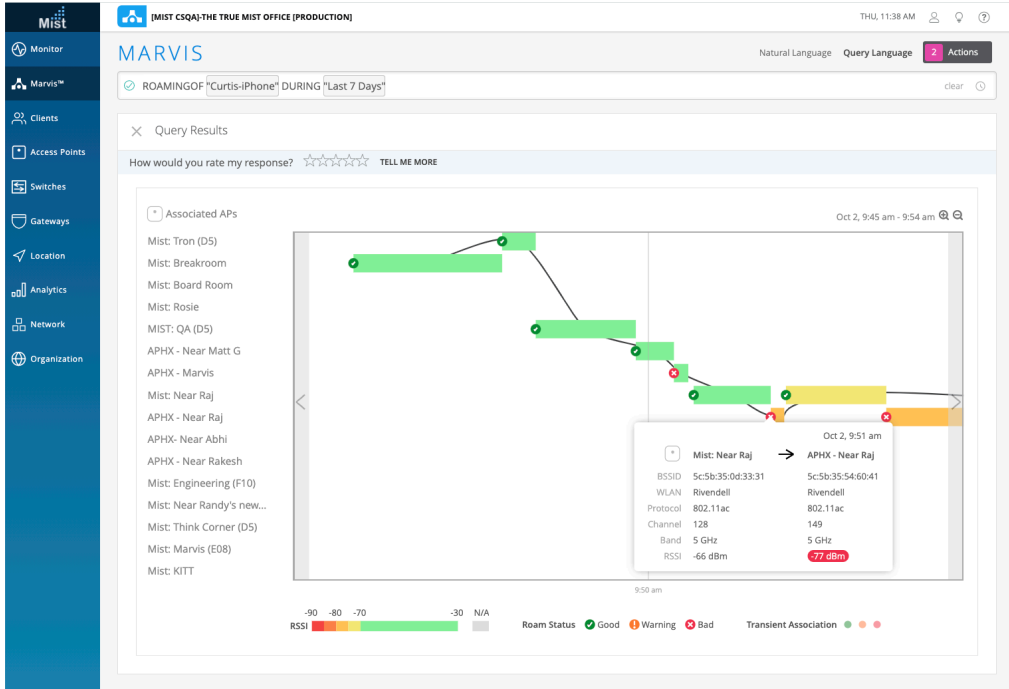 Mist
[MIST CSQA]-THE TRUE MIST OFFICE [PRODUCTION]
THU, 11:38 AM
Monitor
Marvis™
Clients
Access Points
Switches
Gateways
Location
Analytics
Network
Organization
MARVIS
Natural Language Query Language 2 Actions
ROAMINGOF "Curtis-iPhone" DURING "Last 7 Days"
clear
Query Results
How would you rate my response? TELL ME MORE
Associated APs
Oct 2, 9:45 am - 9:54 am
Mist: Tron (D5)
Mist: Breakroom
Mist: Board Room
Mist: Rosie
MIST: QA (D5)
APHX - Near Matt G
APHX - Marvis
Mist: Near Raj
APHX - Near Raj
APHX- Near Abhi
APHX - Near Rakesh
Mist: Engineering (F10)
Mist: Near Randy's new...
Mist: Think Corner (D5)
Mist: Marvis (E08)
Mist: KITT
Oct 2, 9:51 am
Mist: Near Raj → APHX - Near Raj
BSSID 5c:5b:35:0d:33:31 5c:5b:35:54:60:41
WLAN Rivendell Rivendell
Protocol 802.11ac 802.11ac
Channel 128 149
Band 5 GHz 5 GHz
RSSI -66 dBm -77 dBm
9:50 am
-90 -80 -70 -30 N/A
RSSI
Roam Status Good Warning Bad
Transient Association